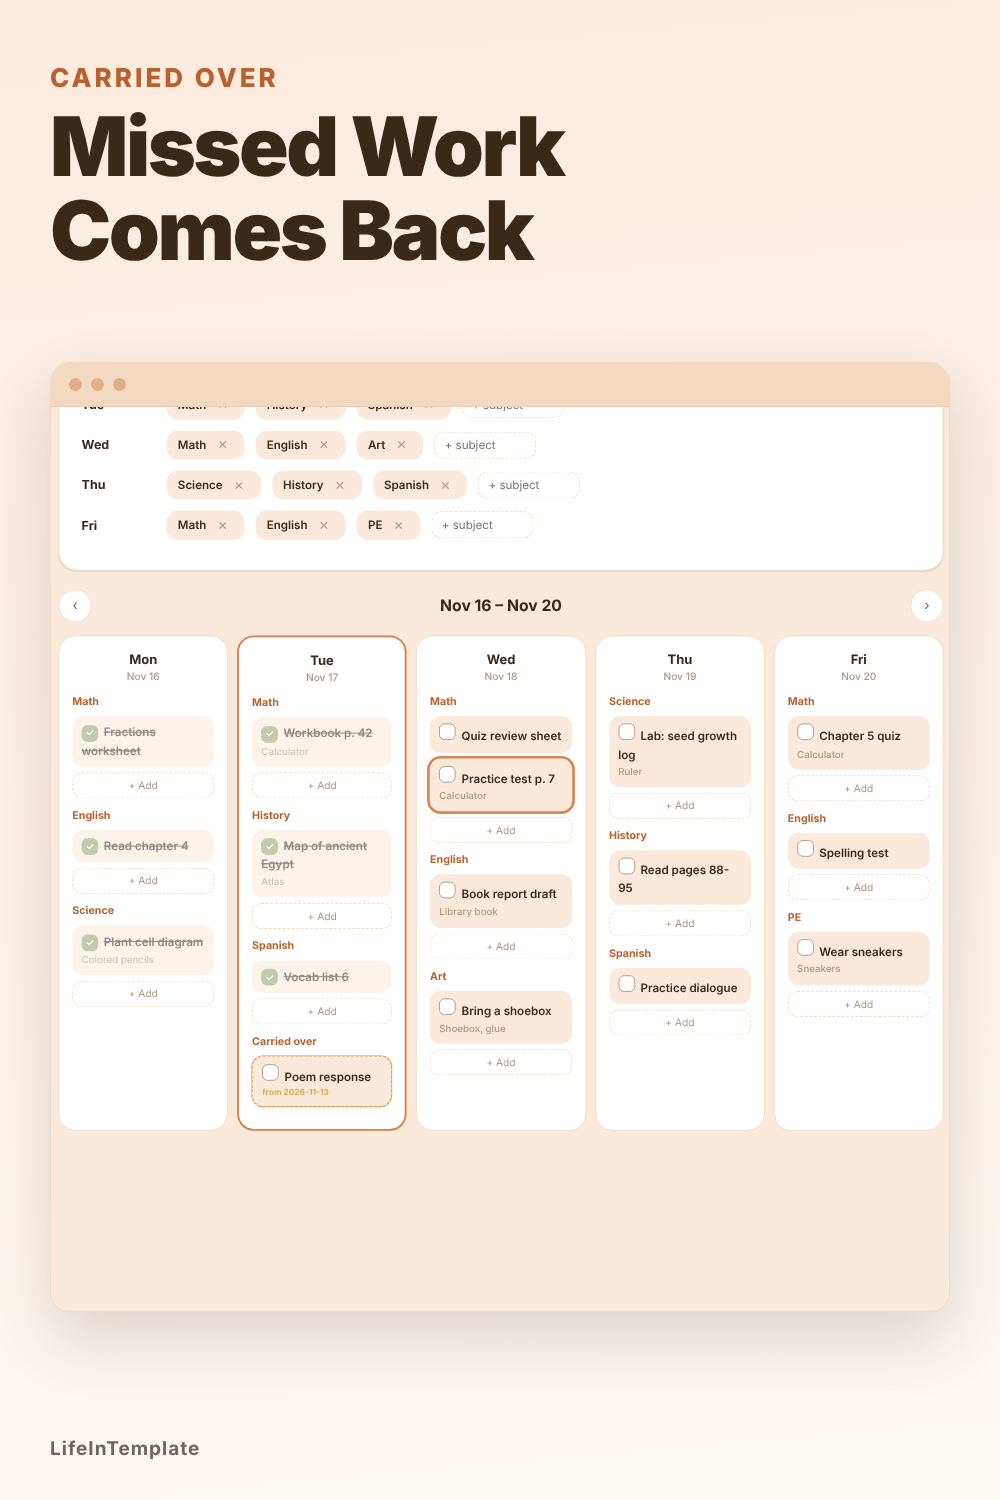 CARRIED OVER
Missed Work
Comes Back
Tue Math × History × Spanish × + subject
Wed Math × English × Art × + subject
Thu Science × History × Spanish × + subject
Fri Math × English × PE × + subject
‹ Nov 16 – Nov 20 ›
Mon
Nov 16
Math
Fractions
worksheet
+ Add
English
Read chapter 4
+ Add
Science
Plant cell diagram
Colored pencils
+ Add
Tue
Nov 17
Math
Workbook p. 42
Calculator
+ Add
History
Map of ancient
Egypt
Atlas
+ Add
Spanish
Vocab list 6
+ Add
Carried over
Poem response
from 2026-11-13
Wed
Nov 18
Math
Quiz review sheet
Practice test p. 7
Calculator
+ Add
English
Book report draft
Library book
+ Add
Art
Bring a shoebox
Shoebox, glue
+ Add
Thu
Nov 19
Science
Lab: seed growth
log
Ruler
+ Add
History
Read pages 88-
95
+ Add
Spanish
Practice dialogue
+ Add
Fri
Nov 20
Math
Chapter 5 quiz
Calculator
+ Add
English
Spelling test
+ Add
PE
Wear sneakers
Sneakers
+ Add
LifeInTemplate